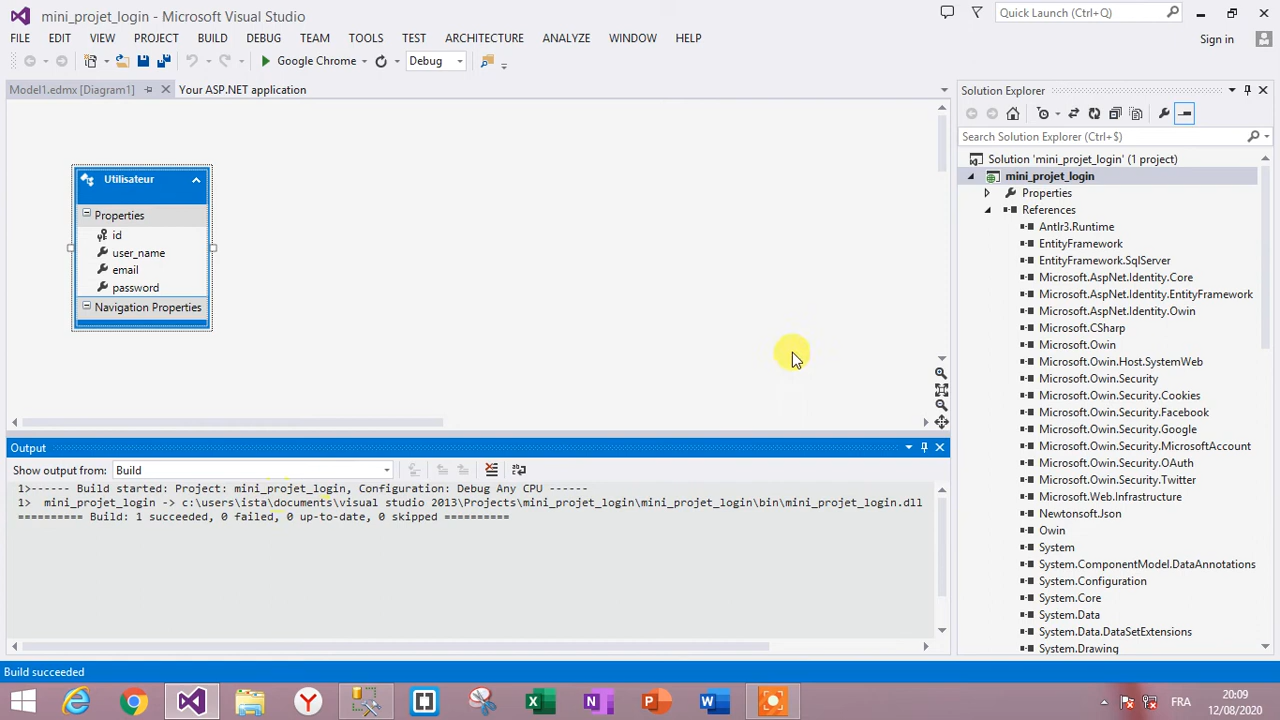 mini_projet_login - Microsoft Visual Studio
Quick Launch (Ctrl+Q)
FILE EDIT VIEW PROJECT BUILD DEBUG TEAM TOOLS TEST ARCHITECTURE ANALYZE WINDOW HELP
Sign in
Google Chrome Debug
Model1.edmx [Diagram1] Your ASP.NET application
Utilisateur
Properties
id
user_name
email
password
Navigation Properties
Solution Explorer
Search Solution Explorer (Ctrl+$)
Solution 'mini_projet_login' (1 project)
mini_projet_login
Properties
References
Antlr3.Runtime
EntityFramework
EntityFramework.SqlServer
Microsoft.AspNet.Identity.Core
Microsoft.AspNet.Identity.EntityFramework
Microsoft.AspNet.Identity.Owin
Microsoft.CSharp
Microsoft.Owin
Microsoft.Owin.Host.SystemWeb
Microsoft.Owin.Security
Microsoft.Owin.Security.Cookies
Microsoft.Owin.Security.Facebook
Microsoft.Owin.Security.Google
Microsoft.Owin.Security.MicrosoftAccount
Microsoft.Owin.Security.OAuth
Microsoft.Owin.Security.Twitter
Microsoft.Web.Infrastructure
Newtonsoft.Json
Owin
System
System.ComponentModel.DataAnnotations
System.Configuration
System.Core
System.Data
System.Data.DataSetExtensions
System.Drawing
Output
Show output from: Build
1>------ Build started: Project: mini_projet_login, Configuration: Debug Any CPU ------
1>  mini_projet_login -> c:\users\ista\documents\visual studio 2013\Projects\mini_projet_login\mini_projet_login\bin\mini_projet_login.dll
========== Build: 1 succeeded, 0 failed, 0 up-to-date, 0 skipped ==========
Build succeeded
FR
20:09
12/08/2020